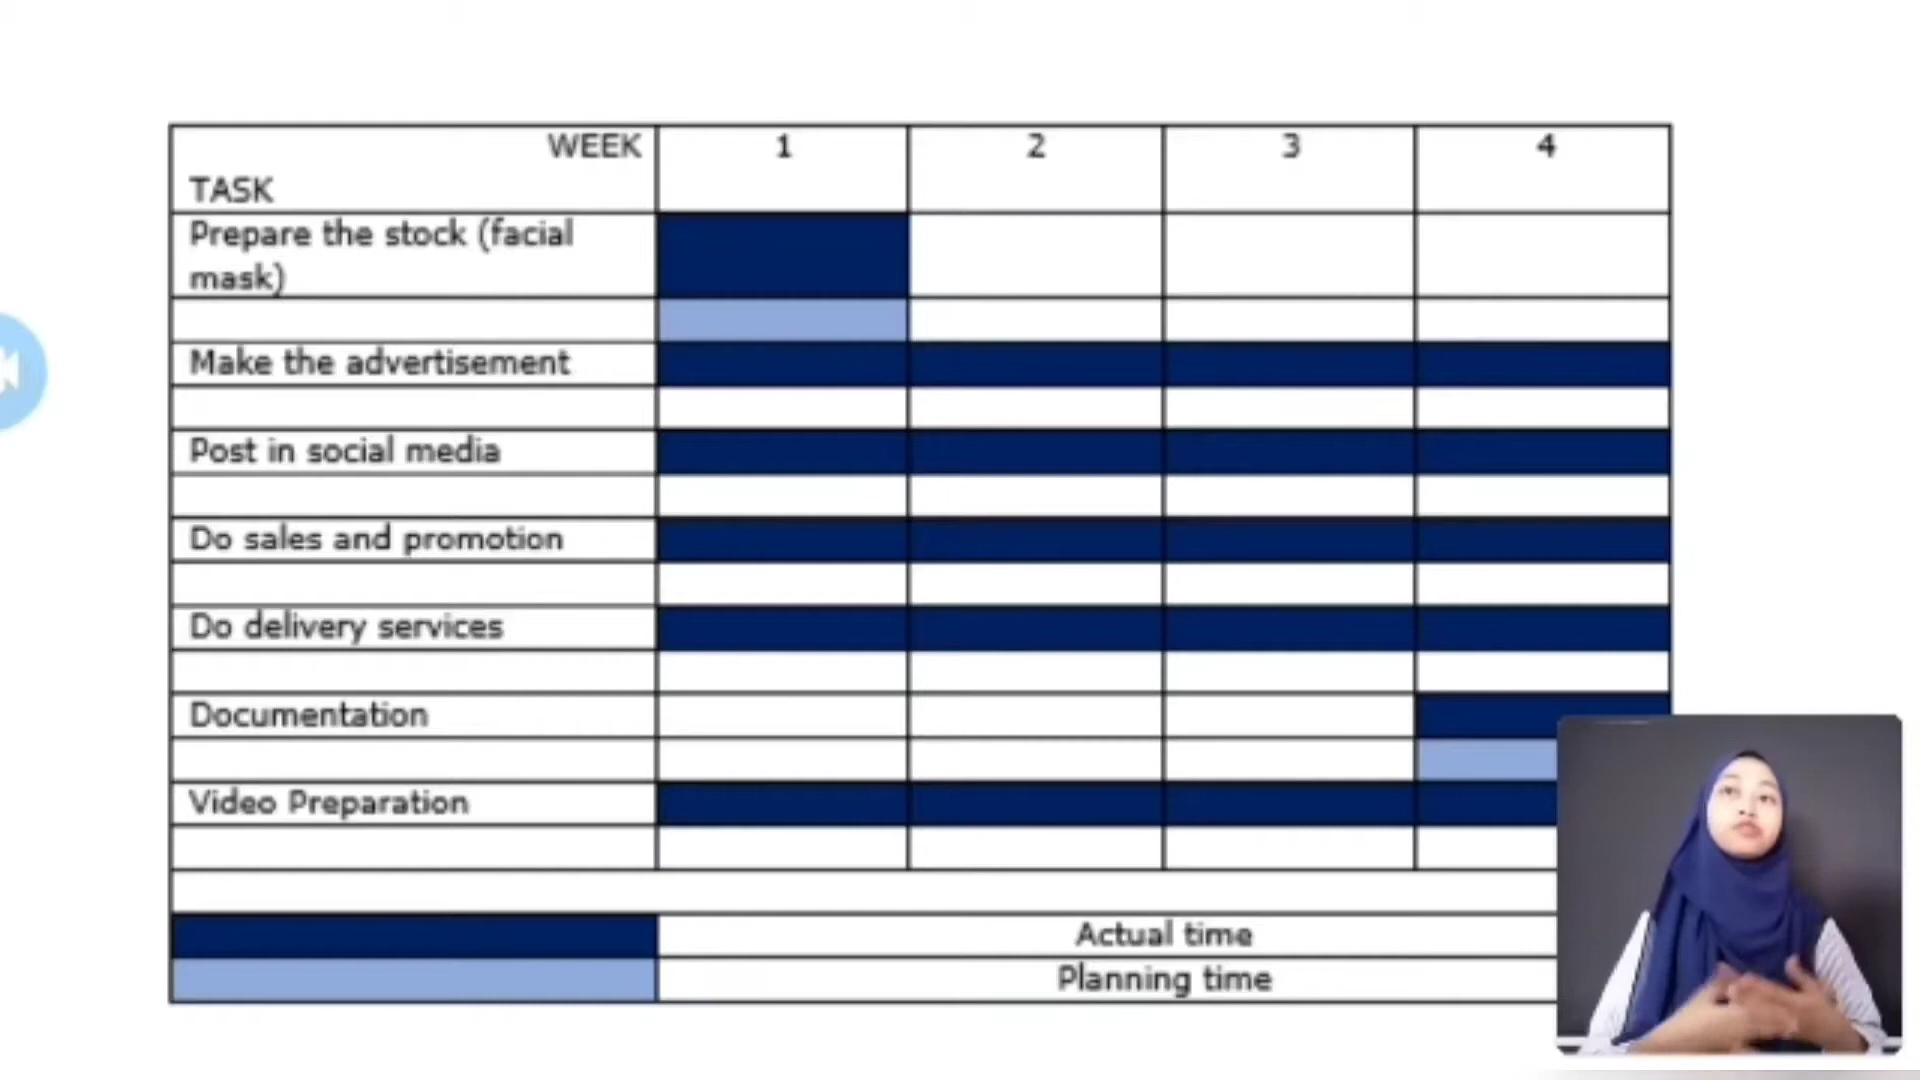 WEEK 1 2 3 4
TASK
Prepare the stock (facial
mask)
Make the advertisement
Post in social media
Do sales and promotion
Do delivery services
Documentation
Video Preparation
Actual time
Planning time